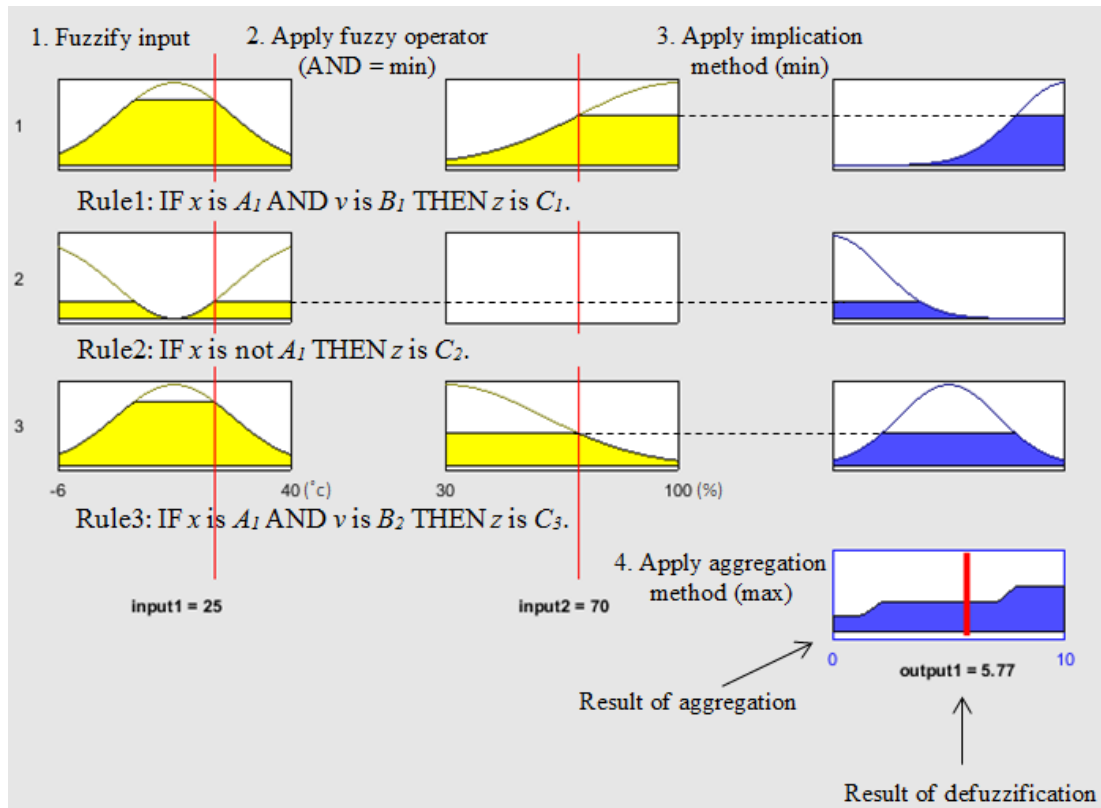 1. Fuzzify input
2. Apply fuzzy operator
(AND = min)
3. Apply implication
method (min)
1
Rule1: IF x is A1 AND v is B1 THEN z is C1.
2
Rule2: IF x is not A1 THEN z is C2.
3
-6
40 (˚c)
30
100 (%)
Rule3: IF x is A1 AND v is B2 THEN z is C3.
input1 = 25
input2 = 70
4. Apply aggregation
method (max)
0
10
output1 = 5.77
Result of aggregation
Result of defuzzification